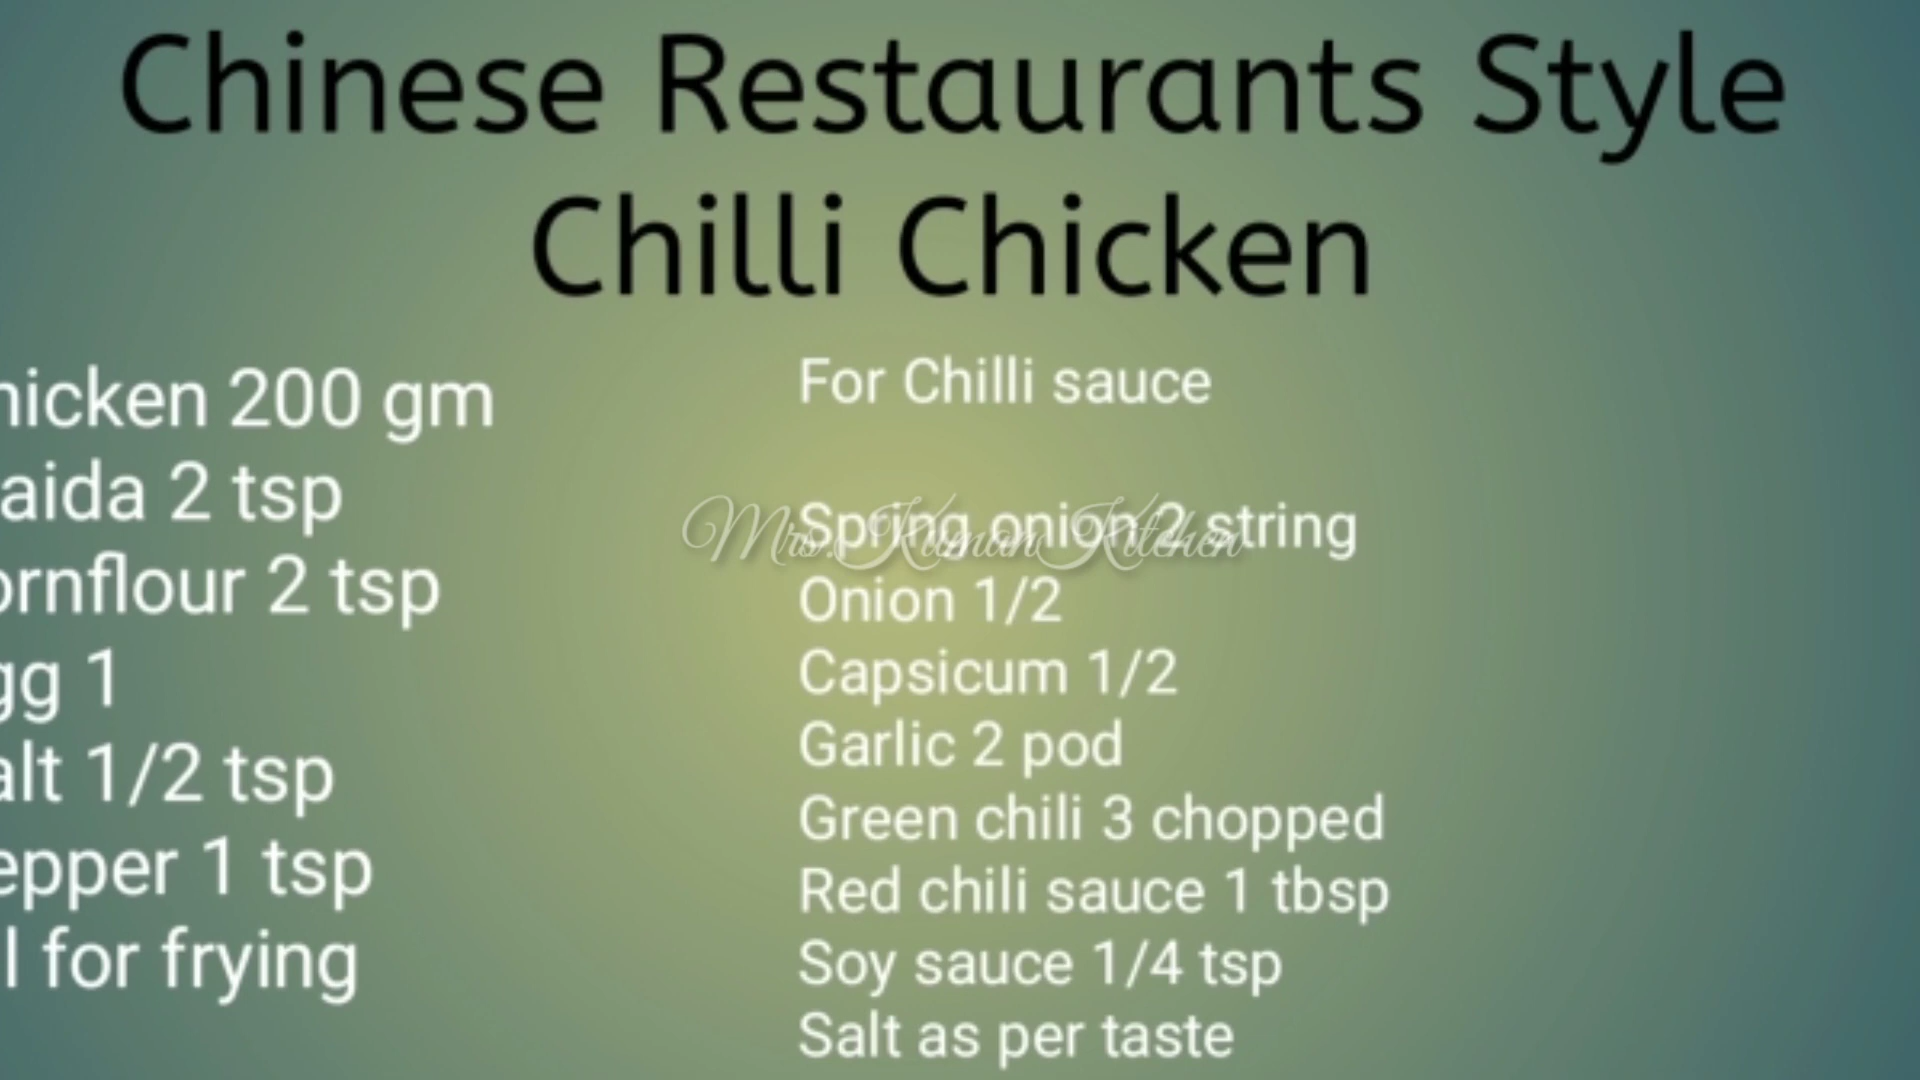 Chinese Restaurants Style
Chilli Chicken
hicken 200 gm
aida 2 tsp
ornflour 2 tsp
gg 1
alt 1/2 tsp
epper 1 tsp
l for frying
For Chilli sauce
Spring onion 2 string
Onion 1/2
Capsicum 1/2
Garlic 2 pod
Green chili 3 chopped
Red chili sauce 1 tbsp
Soy sauce 1/4 tsp
Salt as per taste
Mrs. Kitchen